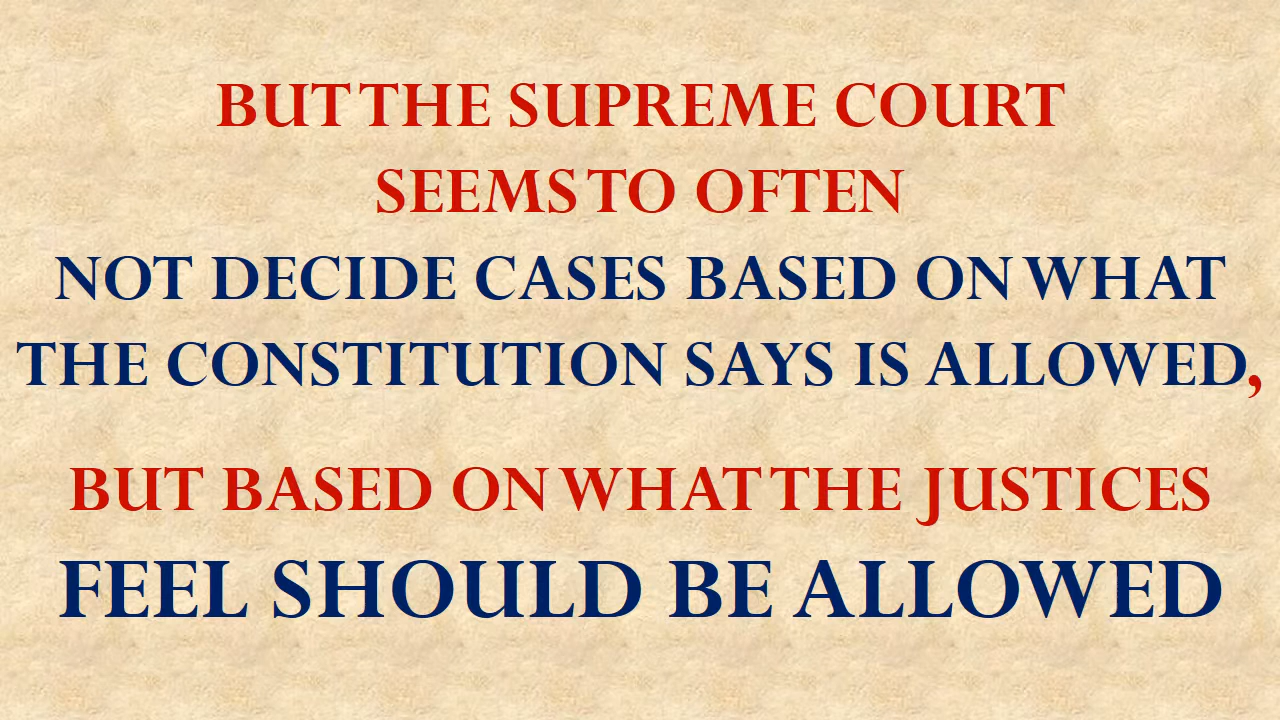 BUT THE SUPREME COURT
SEEMS TO OFTEN
NOT DECIDE CASES BASED ON WHAT
THE CONSTITUTION SAYS IS ALLOWED,
BUT BASED ON WHAT THE JUSTICES
FEEL SHOULD BE ALLOWED